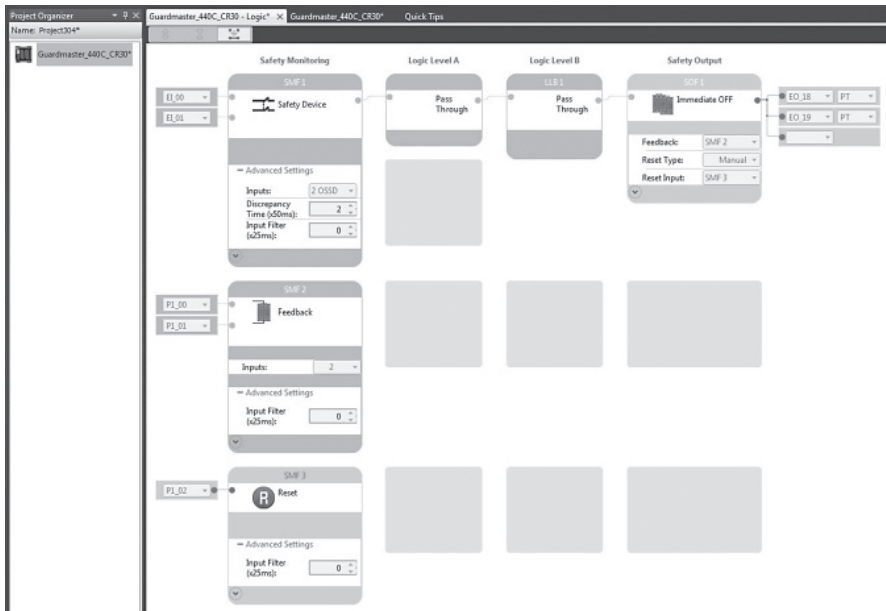 Project Organizer
Guardmaster_440C_CR30 - Logic*
Guardmaster_440C_CR30*
Quick Tips
Name: Project304*
Guardmaster_440C_CR30*
Safety Monitoring
Logic Level A
Logic Level B
Safety Output
SMF 1
LLB 1
SOF 1
EI_00
EI_01
Safety Device
Pass
Through
Pass
Through
Immediate OFF
EO_18 PT
EO_19 PT
Feedback: SMF 2
Reset Type: Manual
Reset Input: SMF 3
Advanced Settings
Inputs: 2 OSSD
Discrepancy
Time (x50ms): 2
Input Filter
(x25ms): 0
SMF 2
P1_00
P1_01
Feedback
Inputs: 2
Advanced Settings
Input Filter
(x25ms): 0
SMF 3
P1_02
R Reset
Advanced Settings
Input Filter
(x25ms): 0